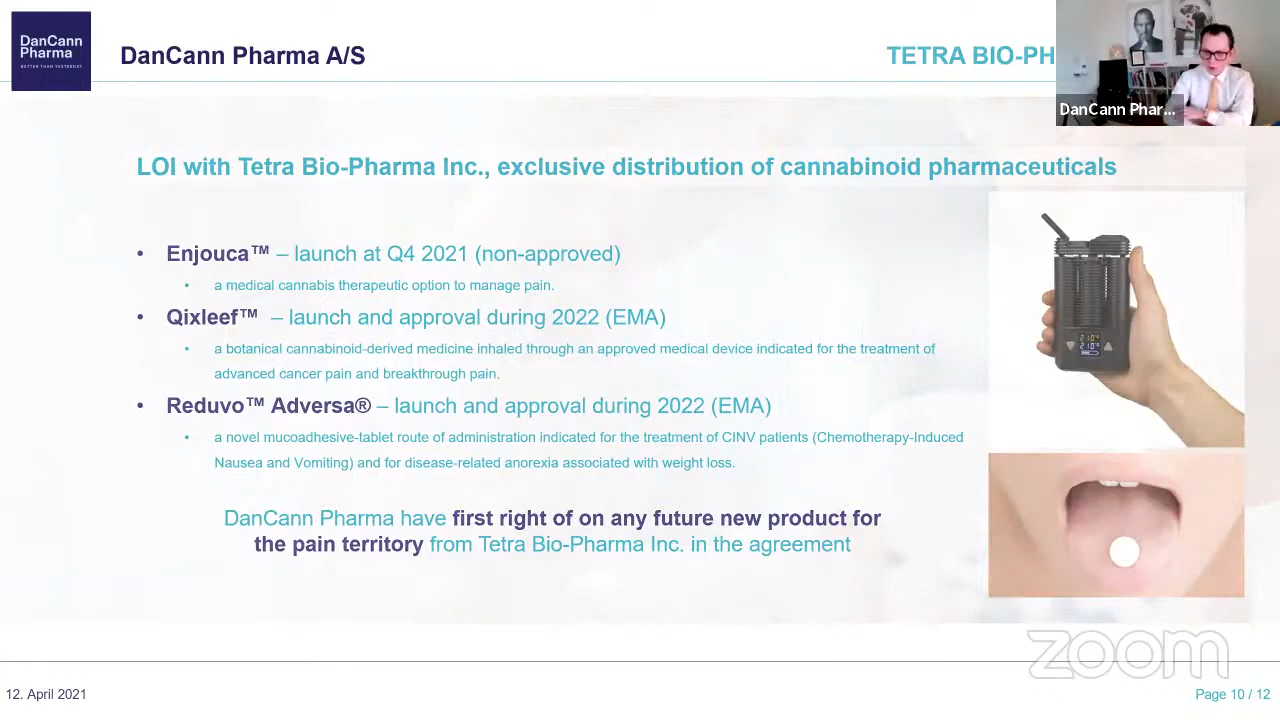 DanCann
Pharma
BETTER THAN YESTERDAY
DanCann Pharma A/S
TETRA BIO-PH
DanCann Phar...
LOI with Tetra Bio-Pharma Inc., exclusive distribution of cannabinoid pharmaceuticals
• Enjouca™ – launch at Q4 2021 (non-approved)
• a medical cannabis therapeutic option to manage pain.
• Qixleef™ – launch and approval during 2022 (EMA)
• a botanical cannabinoid-derived medicine inhaled through an approved medical device indicated for the treatment of
advanced cancer pain and breakthrough pain.
• Reduvo™ Adversa® – launch and approval during 2022 (EMA)
• a novel mucoadhesive-tablet route of administration indicated for the treatment of CINV patients (Chemotherapy-Induced
Nausea and Vomiting) and for disease-related anorexia associated with weight loss.
DanCann Pharma have first right of on any future new product for
the pain territory from Tetra Bio-Pharma Inc. in the agreement
210°C
210°C
zoom
12. April 2021
Page 10 / 12